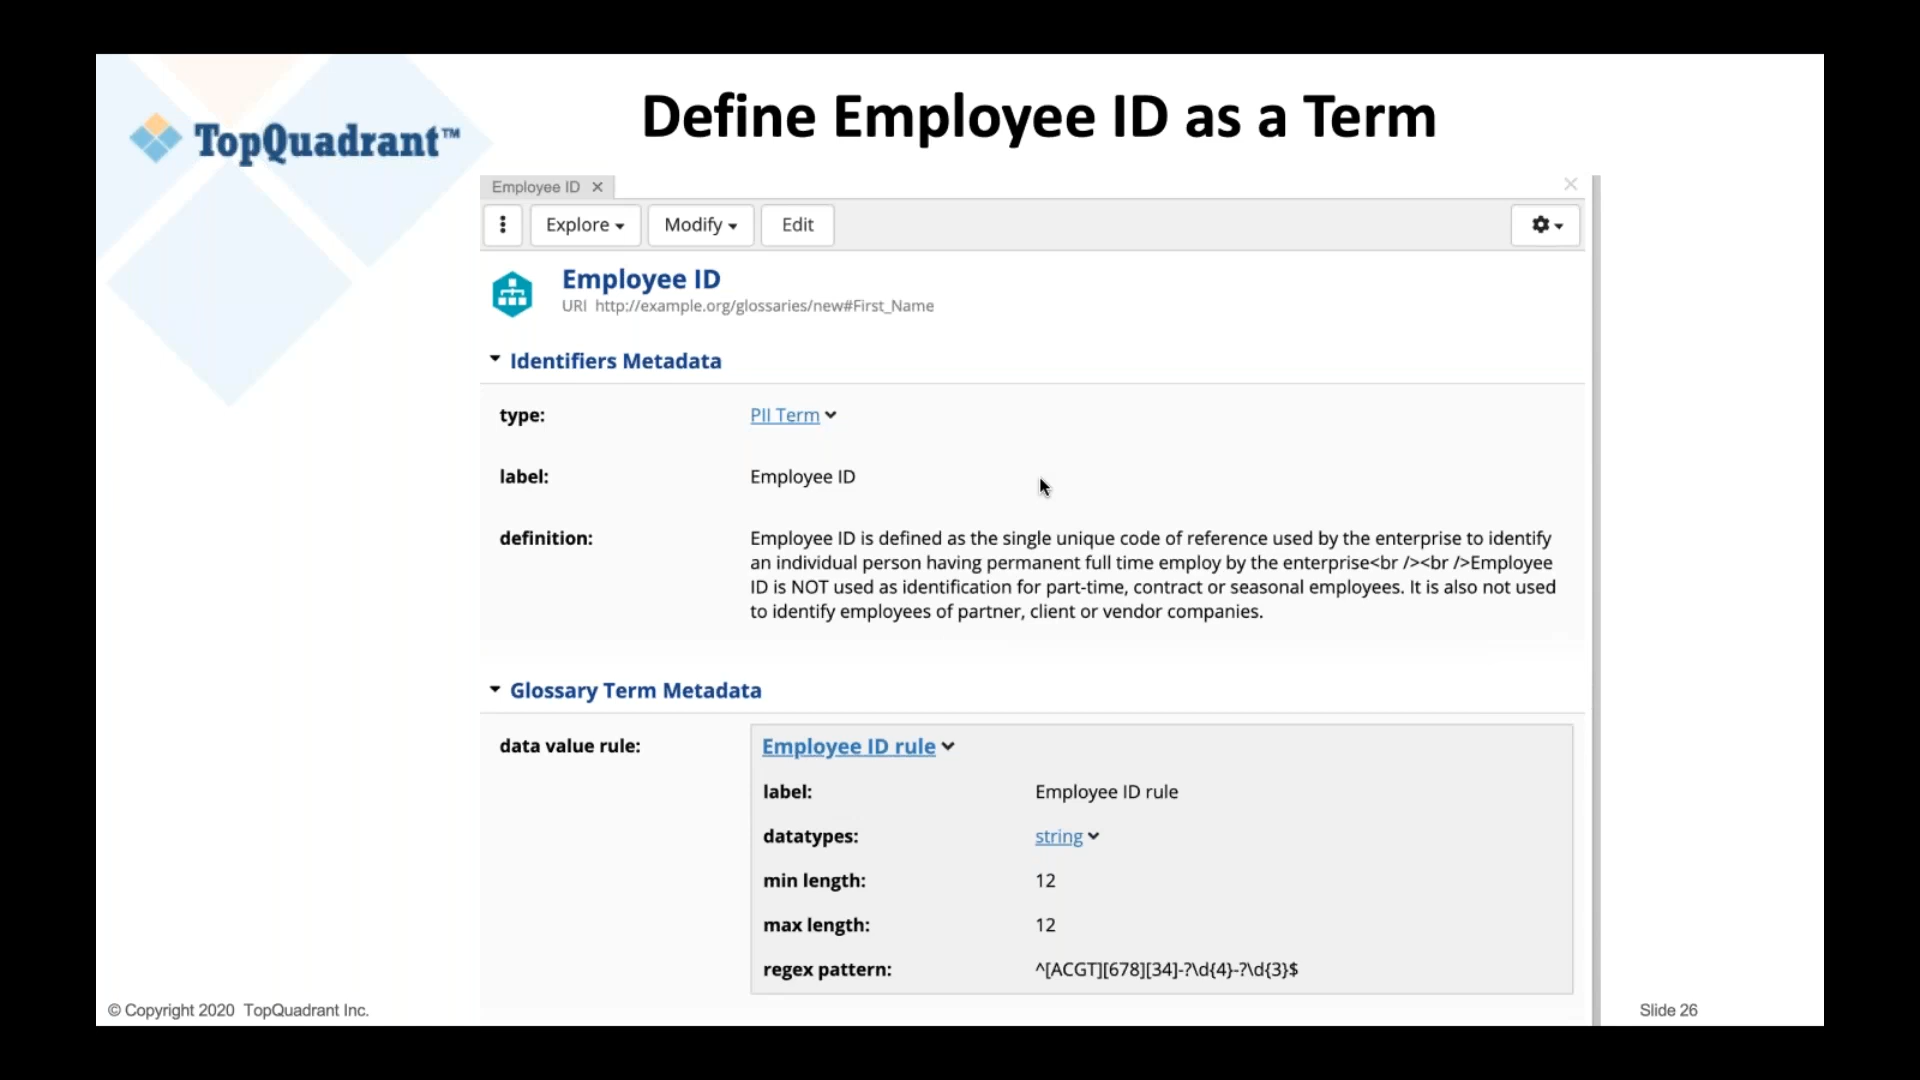 TopQuadrant™
Define Employee ID as a Term
Employee ID ×
×
Explore
Modify
Edit
Employee ID
URI http://example.org/glossaries/new#First_Name
Identifiers Metadata
type: PII Term
label: Employee ID
definition: Employee ID is defined as the single unique code of reference used by the enterprise to identify
an individual person having permanent full time employ by the enterprise<br /><br />Employee
ID is NOT used as identification for part-time, contract or seasonal employees. It is also not used
to identify employees of partner, client or vendor companies.
Glossary Term Metadata
data value rule: Employee ID rule
label: Employee ID rule
datatypes: string
min length: 12
max length: 12
regex pattern: ^[ACGT][678][34]-?\d{4}-?\d{3}$
© Copyright 2020 TopQuadrant Inc.
Slide 26